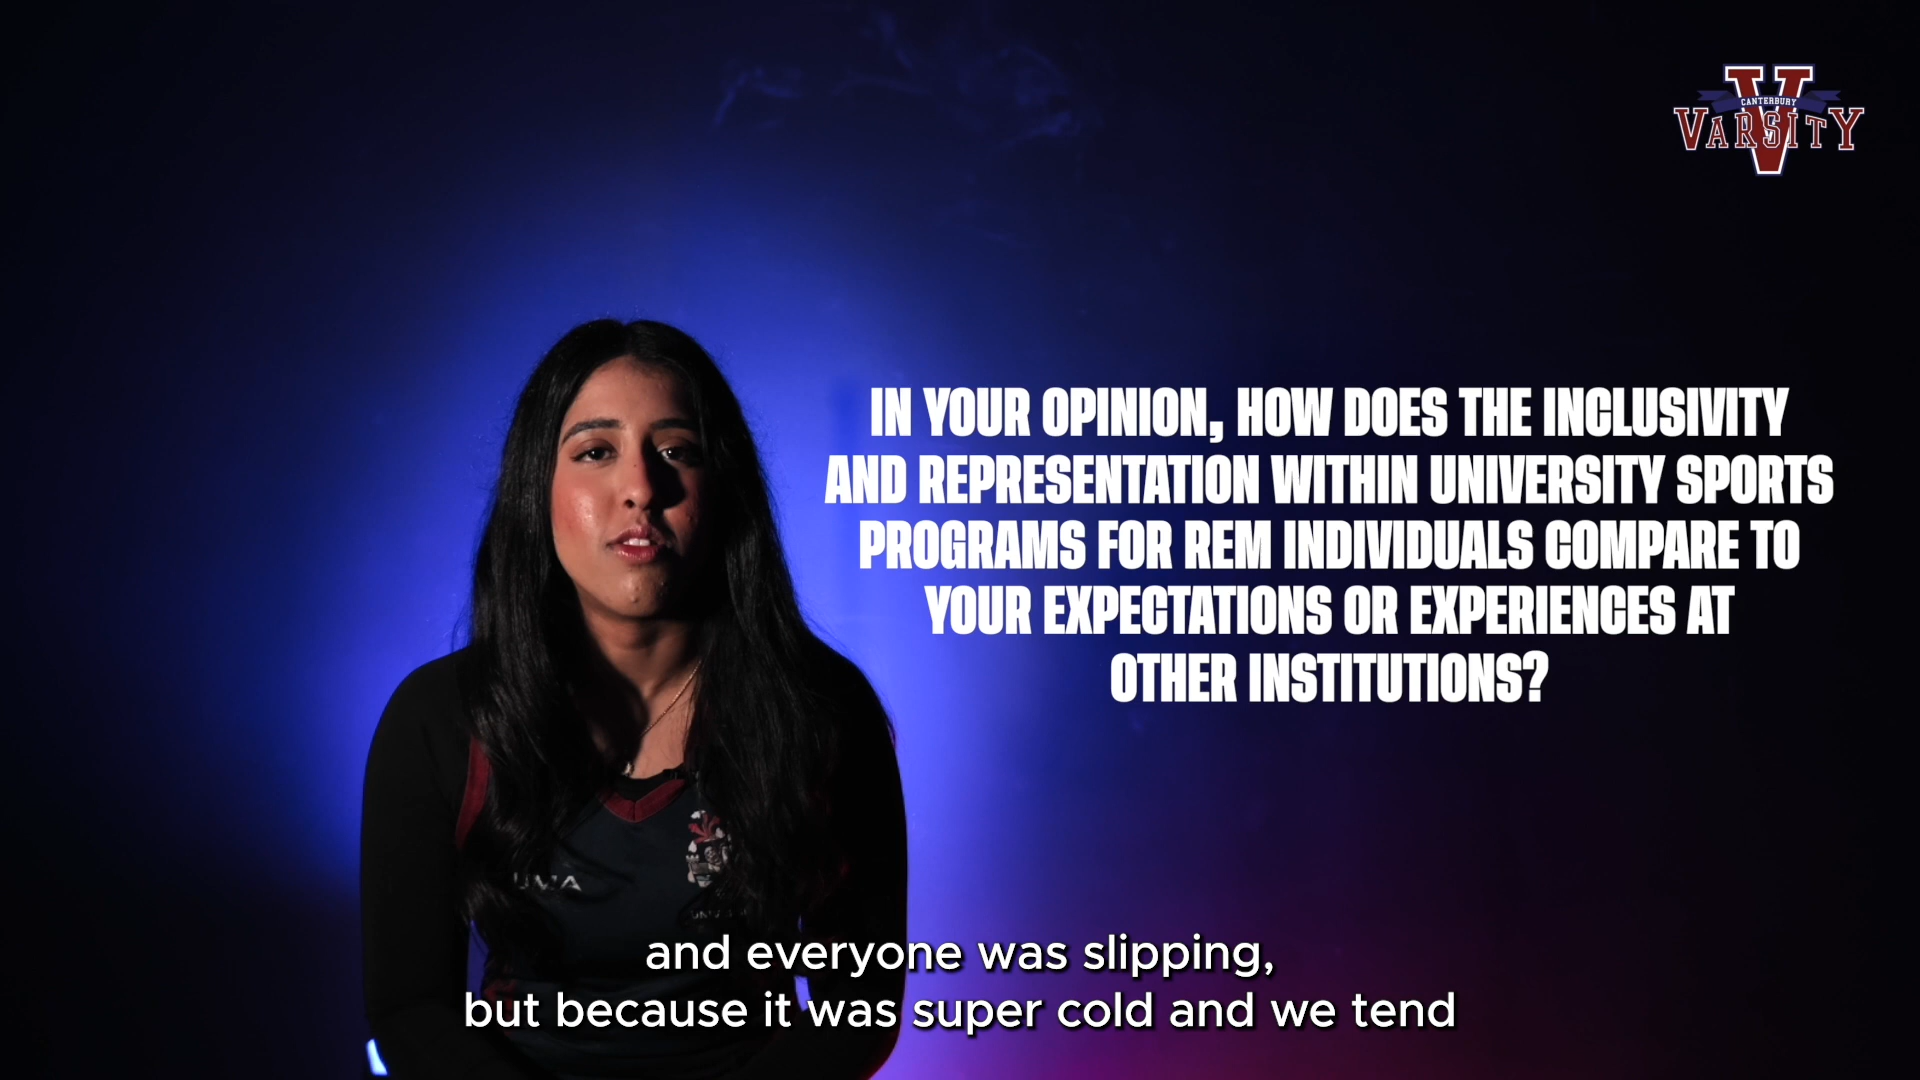 CANTERBURY
VARSITY
IN YOUR OPINION, HOW DOES THE INCLUSIVITY
AND REPRESENTATION WITHIN UNIVERSITY SPORTS
PROGRAMS FOR REM INDIVIDUALS COMPARE TO
YOUR EXPECTATIONS OR EXPERIENCES AT
OTHER INSTITUTIONS?
and everyone was slipping,
but because it was super cold and we tend